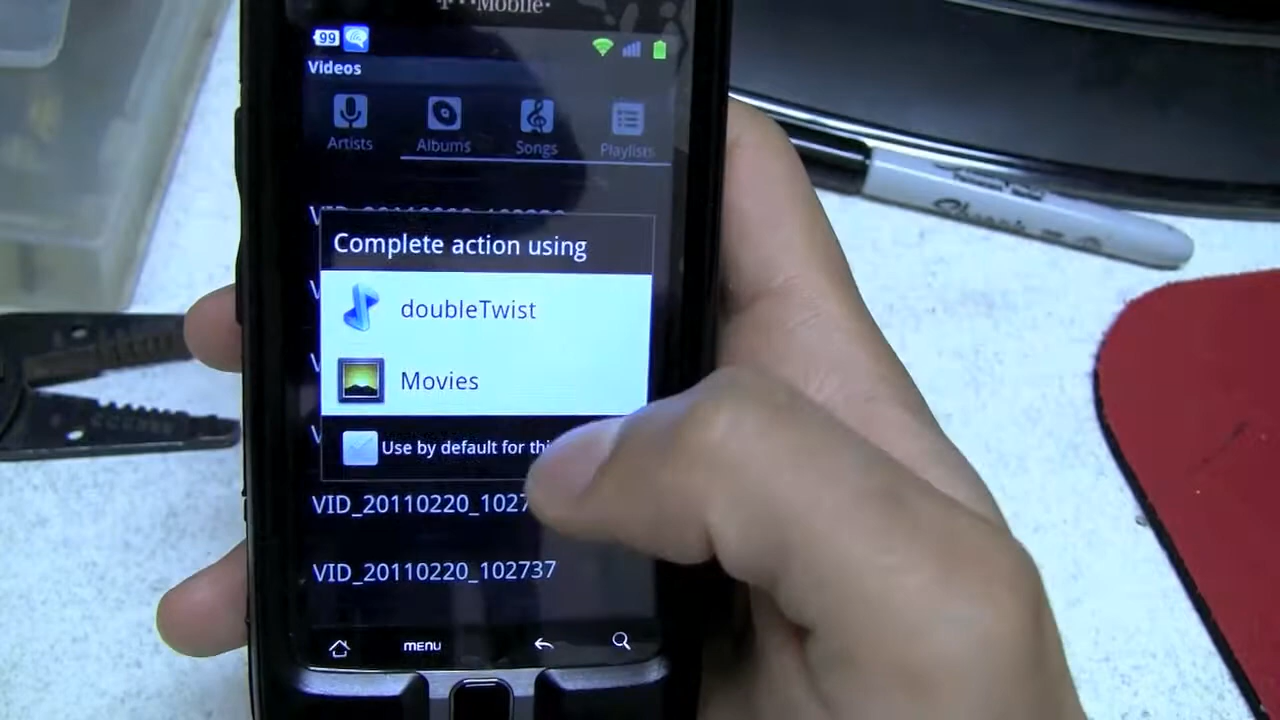 T-Mobile
99
Videos
Artists Albums Songs Playlists
Complete action using
doubleTwist
Movies
Use by default for thi
VID_20110220_1027
VID_20110220_102737
MENU
Sharpie